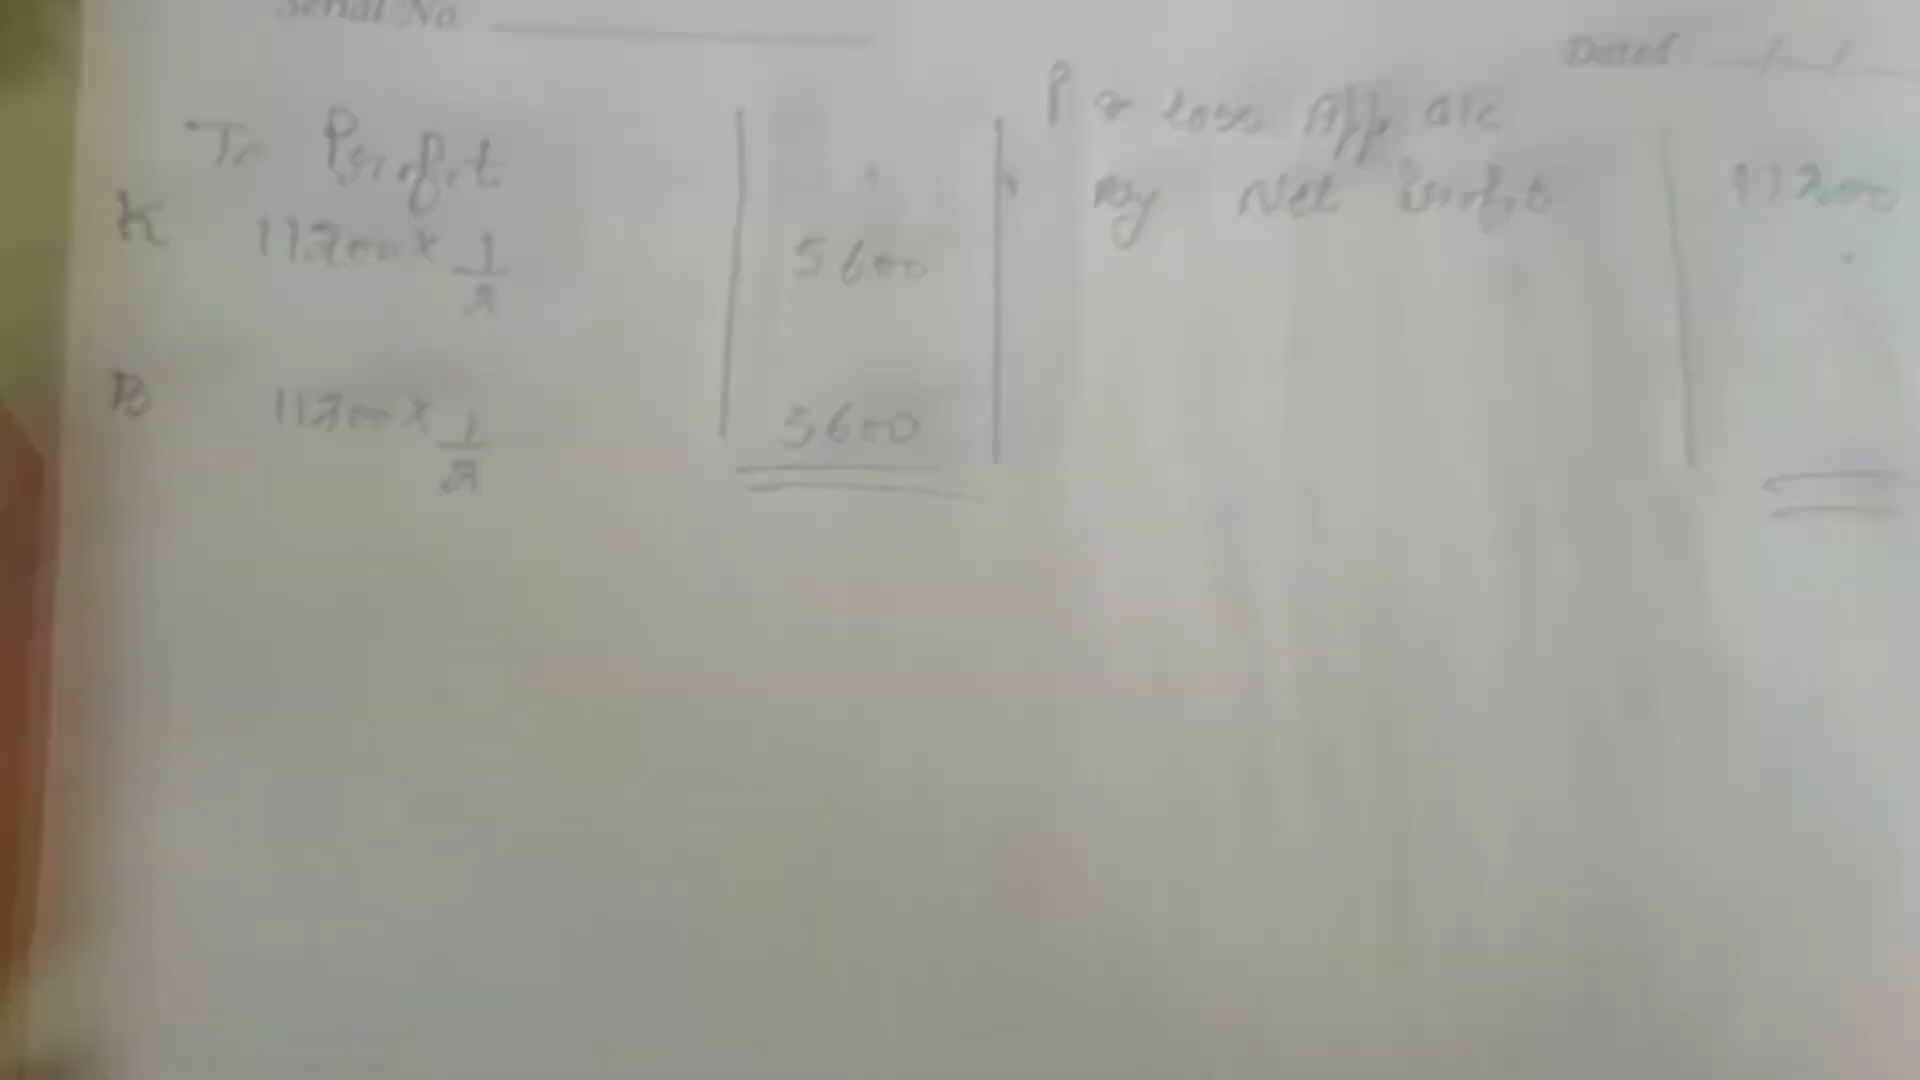 Serial No.
Dated / /
P & Loss App a/c
To Profit
By Net Profit 11200
K 11200 × 1/2 5600
B 11200 × 1/2 5600